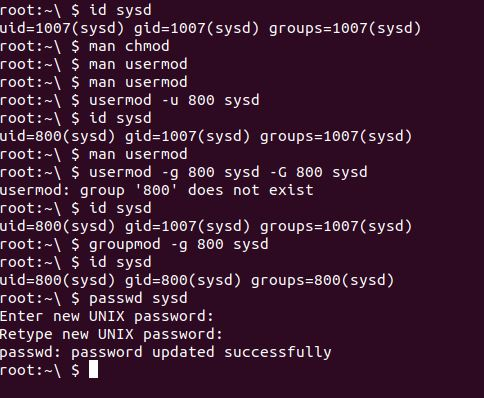 root:~\ $ id sysd
uid=1007(sysd) gid=1007(sysd) groups=1007(sysd)
root:~\ $ man chmod
root:~\ $ man usermod
root:~\ $ man usermod
root:~\ $ usermod -u 800 sysd
root:~\ $ id sysd
uid=800(sysd) gid=1007(sysd) groups=1007(sysd)
root:~\ $ man usermod
root:~\ $ usermod -g 800 sysd -G 800 sysd
usermod: group '800' does not exist
root:~\ $ id sysd
uid=800(sysd) gid=1007(sysd) groups=1007(sysd)
root:~\ $ groupmod -g 800 sysd
root:~\ $ id sysd
uid=800(sysd) gid=800(sysd) groups=800(sysd)
root:~\ $ passwd sysd
Enter new UNIX password:
Retype new UNIX password:
passwd: password updated successfully
root:~\ $